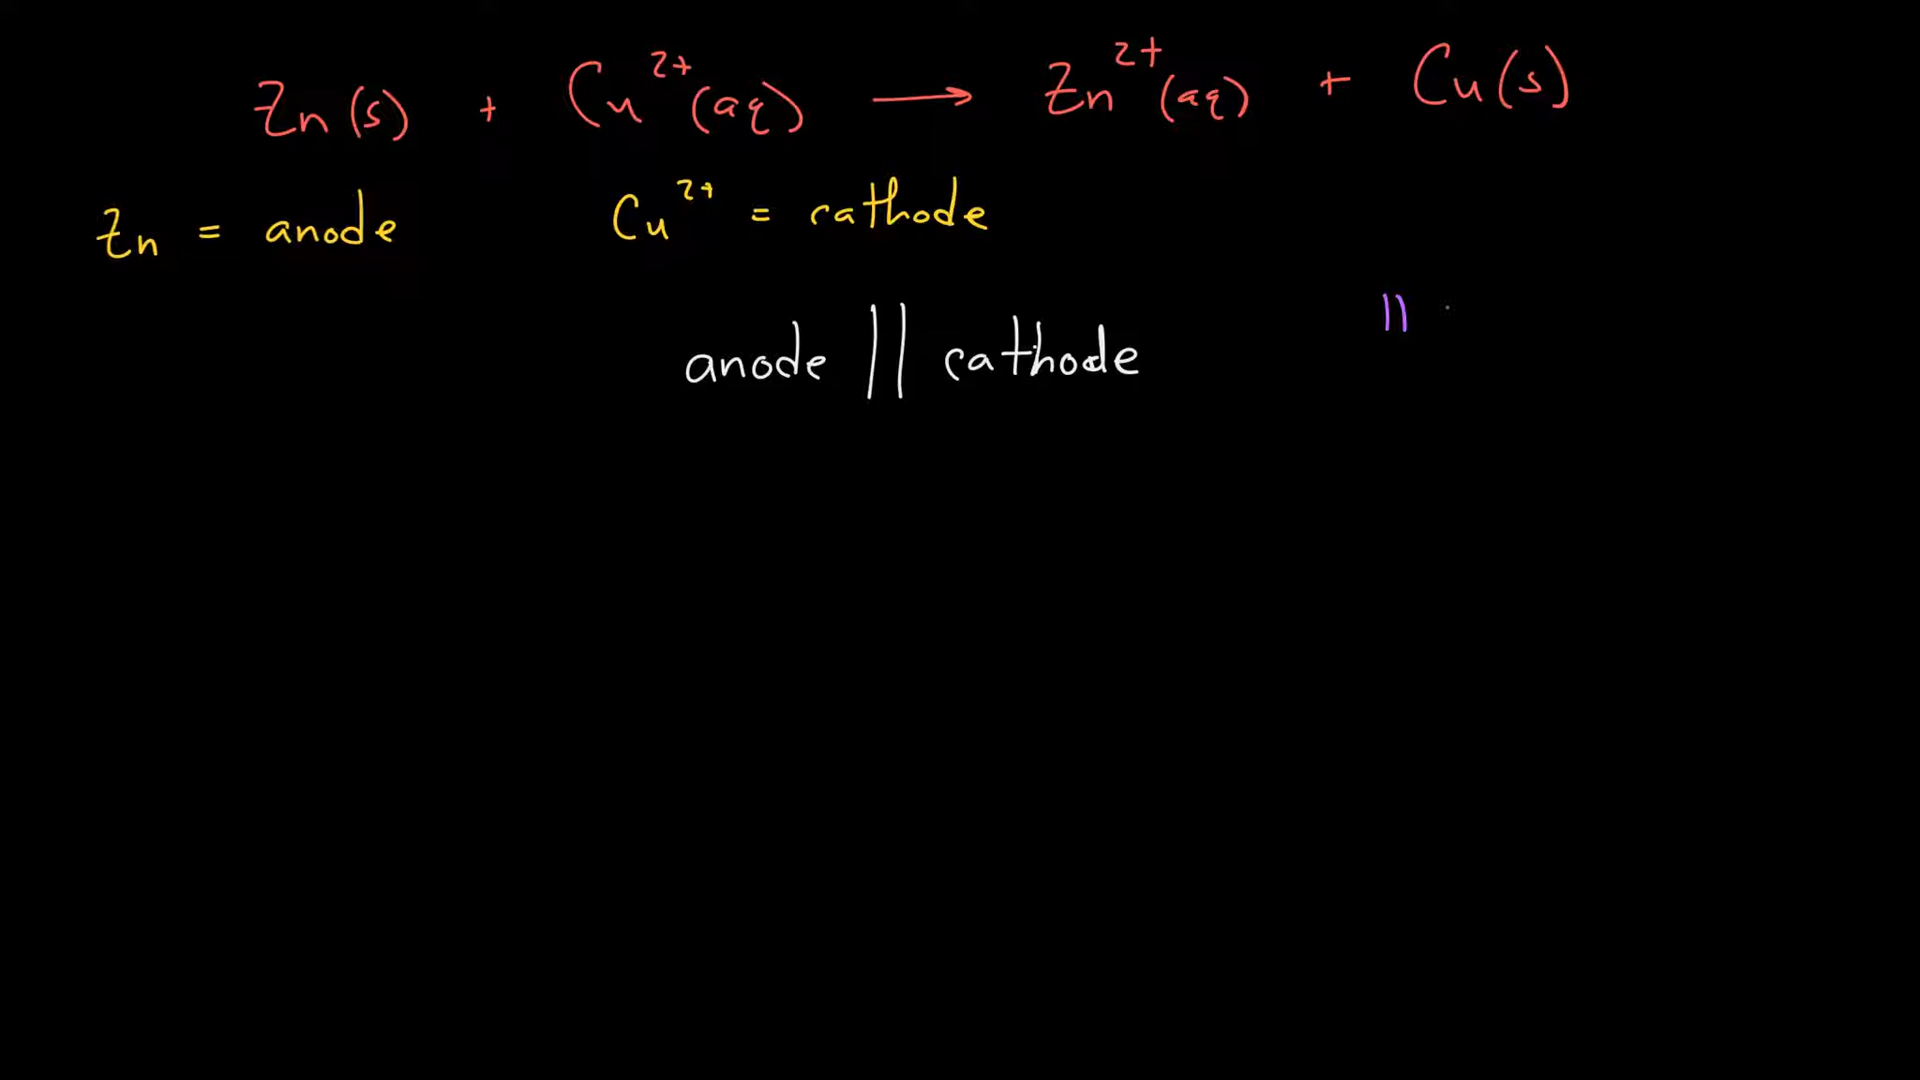 Zn(s) + Cu²⁺(aq) ⟶ Zn²⁺(aq) + Cu(s)
Zn = anode Cu²⁺ = cathode
anode || cathode ||